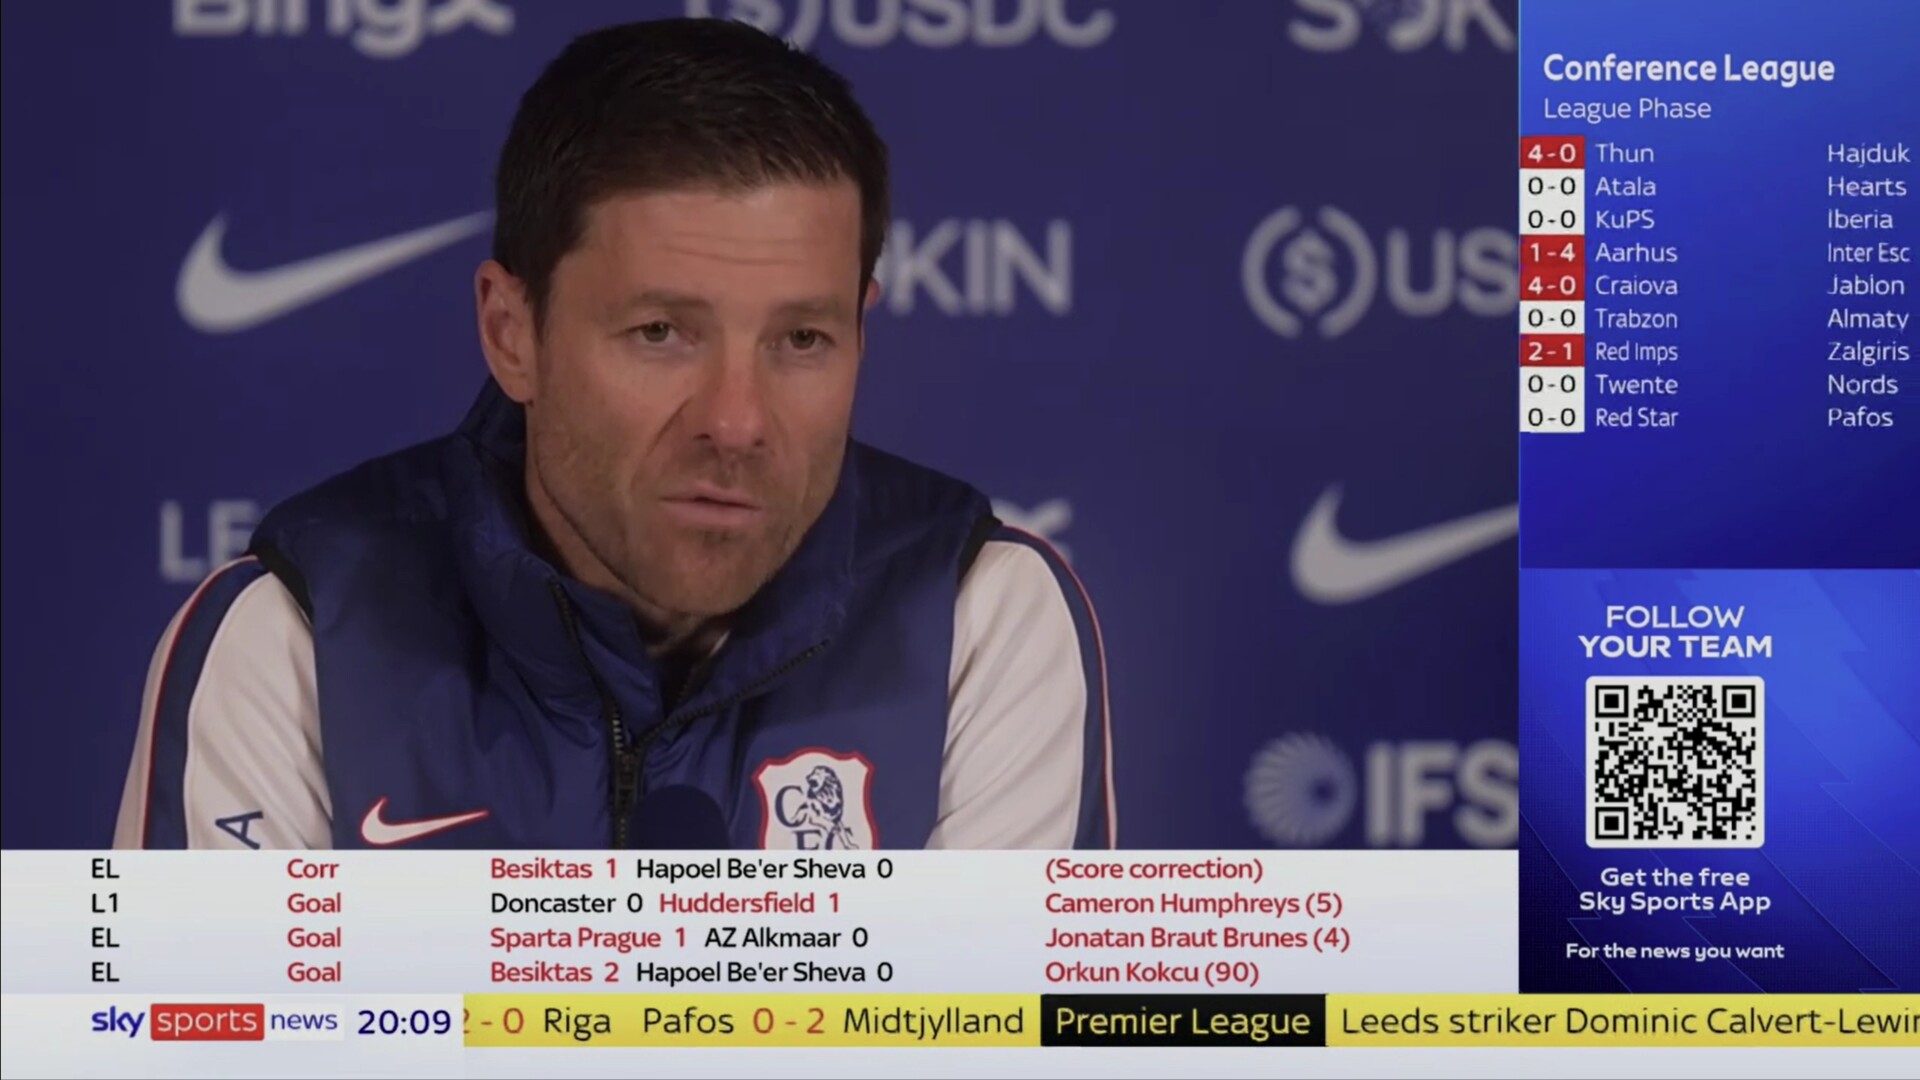 BingX
USDC
Conference League
League Phase
4-0 Thun Hajduk
0-0 Atala Hearts
0-0 KuPS Iberia
1-4 Aarhus Inter Esc
4-0 Craiova Jablon
0-0 Trabzon Almaty
2-1 Red Imps Zalgiris
0-0 Twente Nords
0-0 Red Star Pafos
KIN
US
LE
IFS
CFC
A
FOLLOW
YOUR TEAM
Get the free
Sky Sports App
For the news you want
EL Corr Besiktas 1 Hapoel Be'er Sheva 0 (Score correction)
L1 Goal Doncaster 0 Huddersfield 1 Cameron Humphreys (5)
EL Goal Sparta Prague 1 AZ Alkmaar 0 Jonatan Braut Brunes (4)
EL Goal Besiktas 2 Hapoel Be'er Sheva 0 Orkun Kokcu (90)
sky sports news 20:09 2 - 0 Riga Pafos 0 - 2 Midtjylland Premier League Leeds striker Dominic Calvert-Lewin